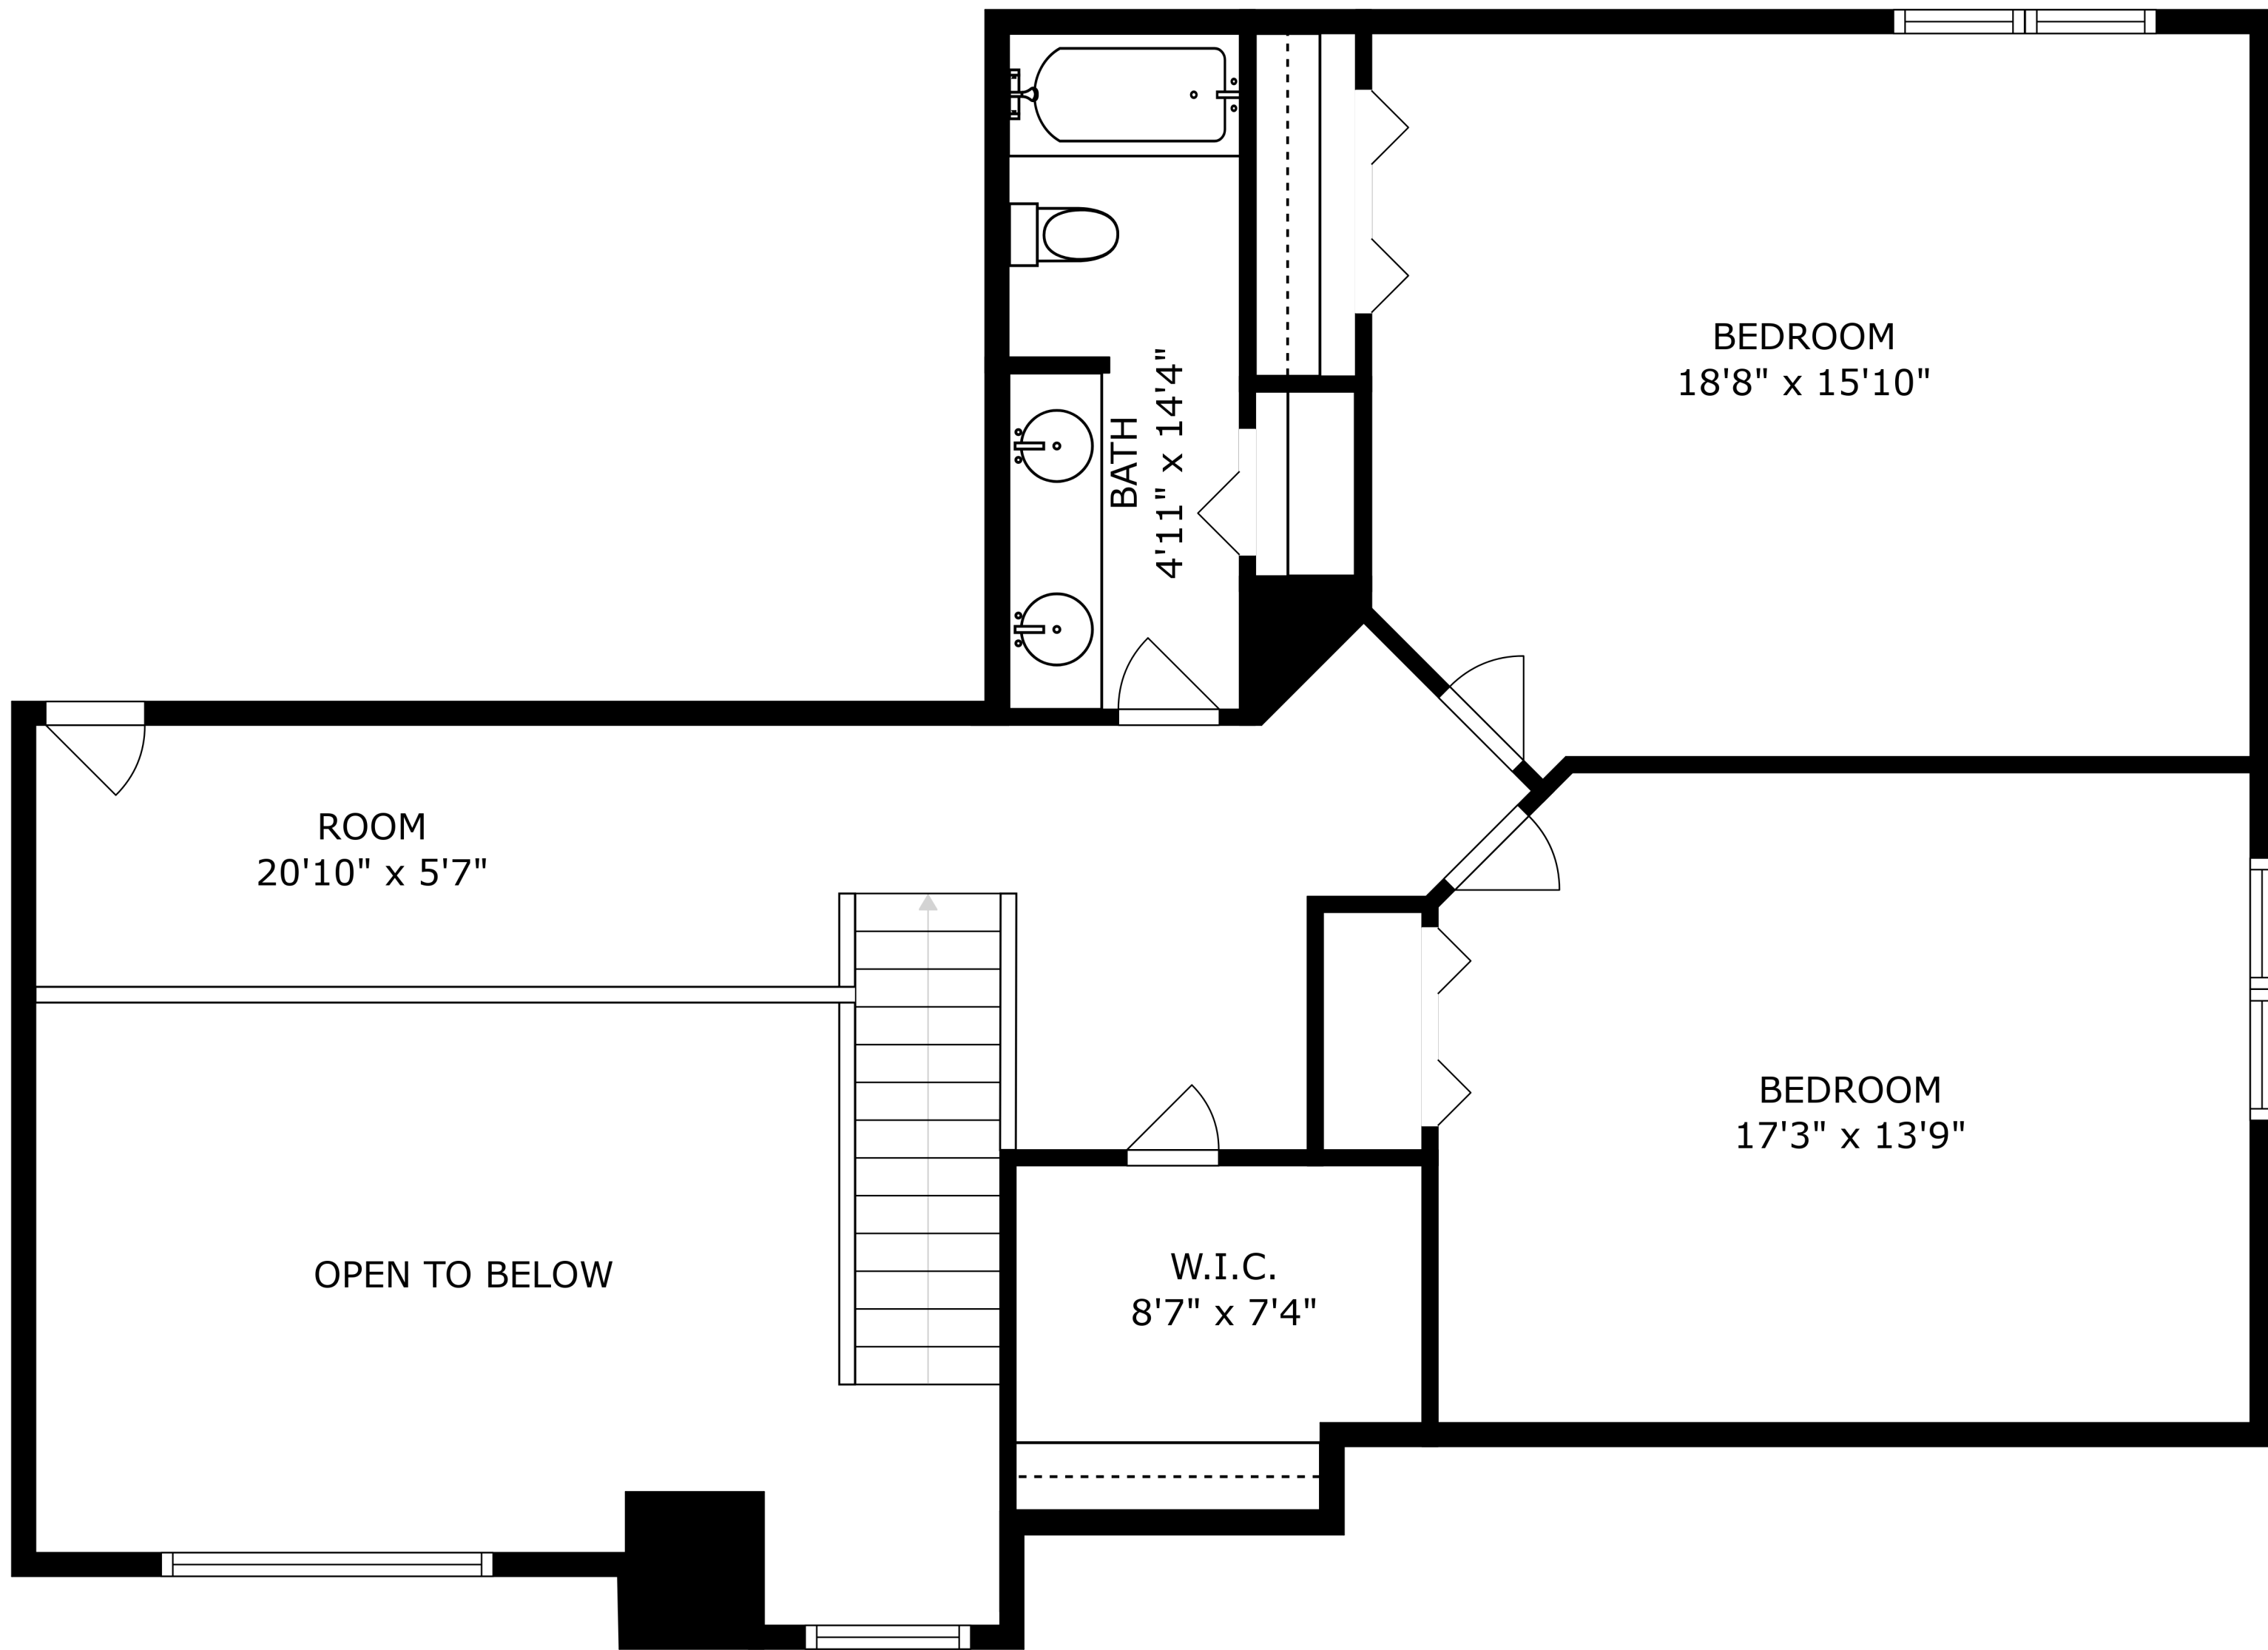 BEDROOM
18'8" x 15'10"
BATH
4'11" x 14'4"
ROOM
20'10" x 5'7"
BEDROOM
17'3" x 13'9"
OPEN TO BELOW
W.I.C.
8'7" x 7'4"